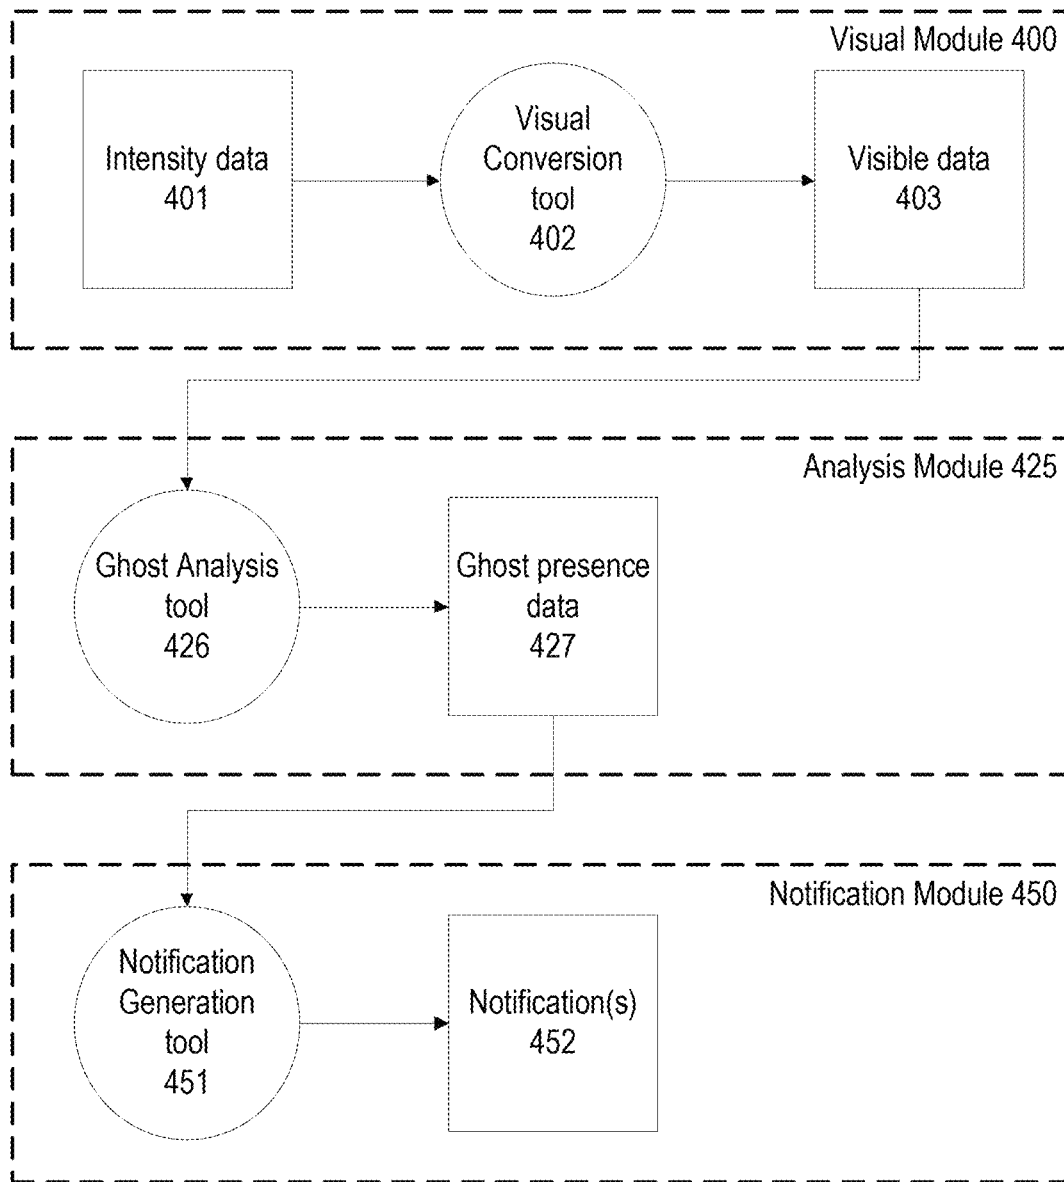 Visual Module 400
Intensity data
401
Visual
Conversion
tool
402
Visible data
403
Analysis Module 425
Ghost Analysis
tool
426
Ghost presence
data
427
Notification Module 450
Notification
Generation
tool
451
Notification(s)
452